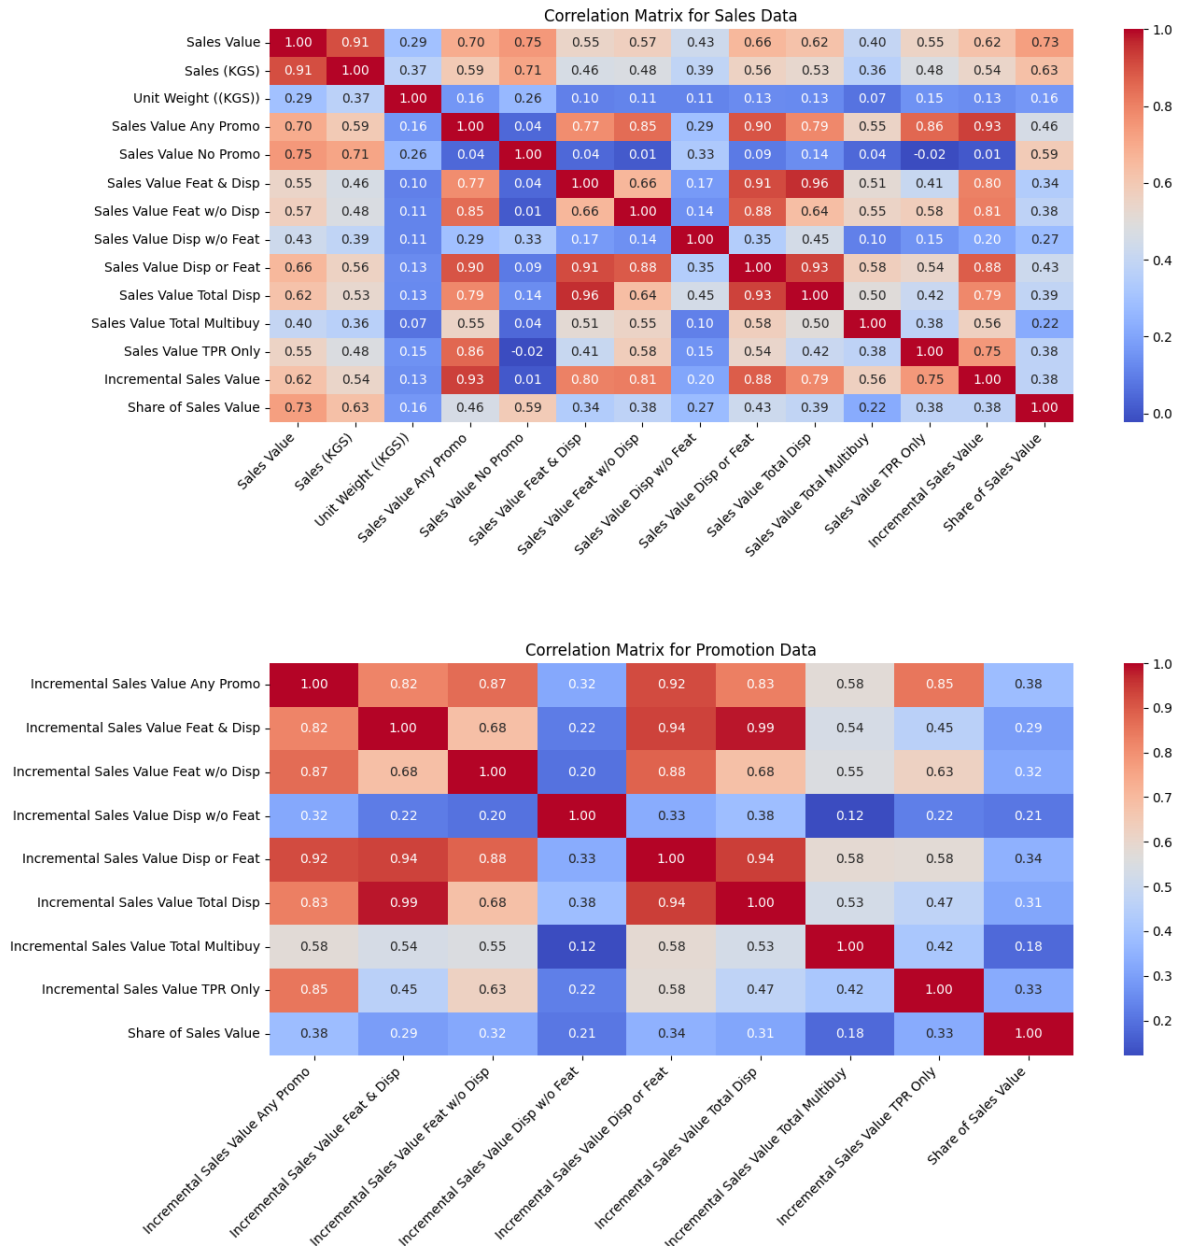 Correlation Matrix for Sales Data
Sales Value 1.00 0.91 0.29 0.70 0.75 0.55 0.57 0.43 0.66 0.62 0.40 0.55 0.62 0.73
Sales (KGS) 0.91 1.00 0.37 0.59 0.71 0.46 0.48 0.39 0.56 0.53 0.36 0.48 0.54 0.63
Unit Weight ((KGS)) 0.29 0.37 1.00 0.16 0.26 0.10 0.11 0.11 0.13 0.13 0.07 0.15 0.13 0.16
Sales Value Any Promo 0.70 0.59 0.16 1.00 0.04 0.77 0.85 0.29 0.90 0.79 0.55 0.86 0.93 0.46
Sales Value No Promo 0.75 0.71 0.26 0.04 1.00 0.04 0.01 0.33 0.09 0.14 0.04 -0.02 0.01 0.59
Sales Value Feat & Disp 0.55 0.46 0.10 0.77 0.04 1.00 0.66 0.17 0.91 0.96 0.51 0.41 0.80 0.34
Sales Value Feat w/o Disp 0.57 0.48 0.11 0.85 0.01 0.66 1.00 0.14 0.88 0.64 0.55 0.58 0.81 0.38
Sales Value Disp w/o Feat 0.43 0.39 0.11 0.29 0.33 0.17 0.14 1.00 0.35 0.45 0.10 0.15 0.20 0.27
Sales Value Disp or Feat 0.66 0.56 0.13 0.90 0.09 0.91 0.88 0.35 1.00 0.93 0.58 0.54 0.88 0.43
Sales Value Total Disp 0.62 0.53 0.13 0.79 0.14 0.96 0.64 0.45 0.93 1.00 0.50 0.42 0.79 0.39
Sales Value Total Multibuy 0.40 0.36 0.07 0.55 0.04 0.51 0.55 0.10 0.58 0.50 1.00 0.38 0.56 0.22
Sales Value TPR Only 0.55 0.48 0.15 0.86 -0.02 0.41 0.58 0.15 0.54 0.42 0.38 1.00 0.75 0.38
Incremental Sales Value 0.62 0.54 0.13 0.93 0.01 0.80 0.81 0.20 0.88 0.79 0.56 0.75 1.00 0.38
Share of Sales Value 0.73 0.63 0.16 0.46 0.59 0.34 0.38 0.27 0.43 0.39 0.22 0.38 0.38 1.00
Sales Value
Sales (KGS)
Unit Weight ((KGS))
Sales Value Any Promo
Sales Value No Promo
Sales Value Feat & Disp
Sales Value Feat w/o Disp
Sales Value Disp w/o Feat
Sales Value Disp or Feat
Sales Value Total Disp
Sales Value Total Multibuy
Sales Value TPR Only
Incremental Sales Value
Share of Sales Value
1.0
0.8
0.6
0.4
0.2
0.0
Correlation Matrix for Promotion Data
Incremental Sales Value Any Promo 1.00 0.82 0.87 0.32 0.92 0.83 0.58 0.85 0.38
Incremental Sales Value Feat & Disp 0.82 1.00 0.68 0.22 0.94 0.99 0.54 0.45 0.29
Incremental Sales Value Feat w/o Disp 0.87 0.68 1.00 0.20 0.88 0.68 0.55 0.63 0.32
Incremental Sales Value Disp w/o Feat 0.32 0.22 0.20 1.00 0.33 0.38 0.12 0.22 0.21
Incremental Sales Value Disp or Feat 0.92 0.94 0.88 0.33 1.00 0.94 0.58 0.58 0.34
Incremental Sales Value Total Disp 0.83 0.99 0.68 0.38 0.94 1.00 0.53 0.47 0.31
Incremental Sales Value Total Multibuy 0.58 0.54 0.55 0.12 0.58 0.53 1.00 0.42 0.18
Incremental Sales Value TPR Only 0.85 0.45 0.63 0.22 0.58 0.47 0.42 1.00 0.33
Share of Sales Value 0.38 0.29 0.32 0.21 0.34 0.31 0.18 0.33 1.00
Incremental Sales Value Any Promo
Incremental Sales Value Feat & Disp
Incremental Sales Value Feat w/o Disp
Incremental Sales Value Disp w/o Feat
Incremental Sales Value Disp or Feat
Incremental Sales Value Total Disp
Incremental Sales Value Total Multibuy
Incremental Sales Value TPR Only
Share of Sales Value
1.0
0.9
0.8
0.7
0.6
0.5
0.4
0.3
0.2